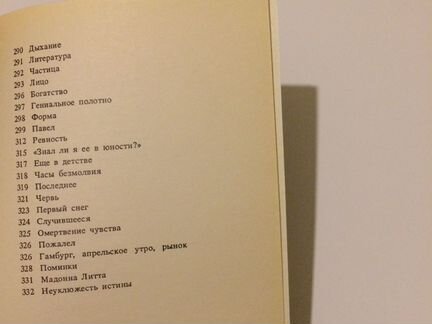 290 Дыхание
291 Литература
292 Частица
293 Лицо
296 Богатство
297 Гениальное полотно
298 Форма
299 Павел
312 Ревность
315 «Знал ли я ее в юности?»
317 Еще в детстве
318 Часы безмолвия
319 Последнее
321 Червь
323 Первый снег
324 Случившееся
325 Омертвение чувства
326 Пожалел
326 Гамбург, апрельское утро, рынок
328 Поминки
331 Мадонна Литта
332 Неуклюжесть истины